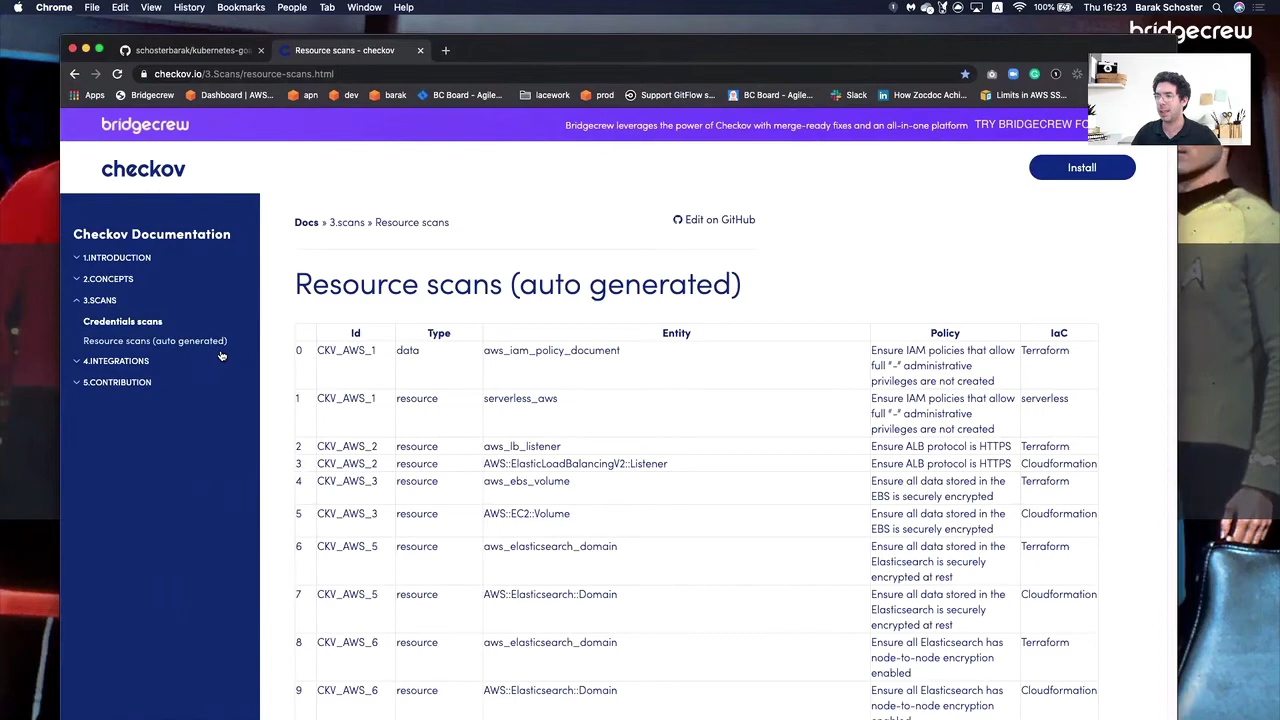 Chrome File Edit View History Bookmarks People Tab Window Help 100% Thu 16:23 Barak Schoster
bridgecrew
schosterbarak/kubernetes-goa
Resource scans - checkov
checkov.io/3.Scans/resource-scans.html
Apps Bridgecrew Dashboard | AWS... apn dev barak BC Board - Agile... lacework prod Support GitFlow s... BC Board - Agile... Slack How Zocdoc Achi... Limits in AWS SS...
bridgecrew
Bridgecrew leverages the power of Checkov with merge-ready fixes and an all-in-one platform TRY BRIDGECREW FO
checkov
Install
Checkov Documentation
1.INTRODUCTION
2.CONCEPTS
3.SCANS
Credentials scans
Resource scans (auto generated)
4.INTEGRATIONS
5.CONTRIBUTION
Docs » 3.scans » Resource scans
Edit on GitHub
Resource scans (auto generated)
Id Type Entity Policy IaC
0 CKV_AWS_1 data aws_iam_policy_document Ensure IAM policies that allow Terraform
full "-" administrative
privileges are not created
1 CKV_AWS_1 resource serverless_aws Ensure IAM policies that allow serverless
full "-" administrative
privileges are not created
2 CKV_AWS_2 resource aws_lb_listener Ensure ALB protocol is HTTPS Terraform
3 CKV_AWS_2 resource AWS::ElasticLoadBalancingV2::Listener Ensure ALB protocol is HTTPS Cloudformation
4 CKV_AWS_3 resource aws_ebs_volume Ensure all data stored in the Terraform
EBS is securely encrypted
5 CKV_AWS_3 resource AWS::EC2::Volume Ensure all data stored in the Cloudformation
EBS is securely encrypted
6 CKV_AWS_5 resource aws_elasticsearch_domain Ensure all data stored in the Terraform
Elasticsearch is securely
encrypted at rest
7 CKV_AWS_5 resource AWS::Elasticsearch::Domain Ensure all data stored in the Cloudformation
Elasticsearch is securely
encrypted at rest
8 CKV_AWS_6 resource aws_elasticsearch_domain Ensure all Elasticsearch has Terraform
node-to-node encryption
enabled
9 CKV_AWS_6 resource AWS::Elasticsearch::Domain Ensure all Elasticsearch has Cloudformation
node-to-node encryption